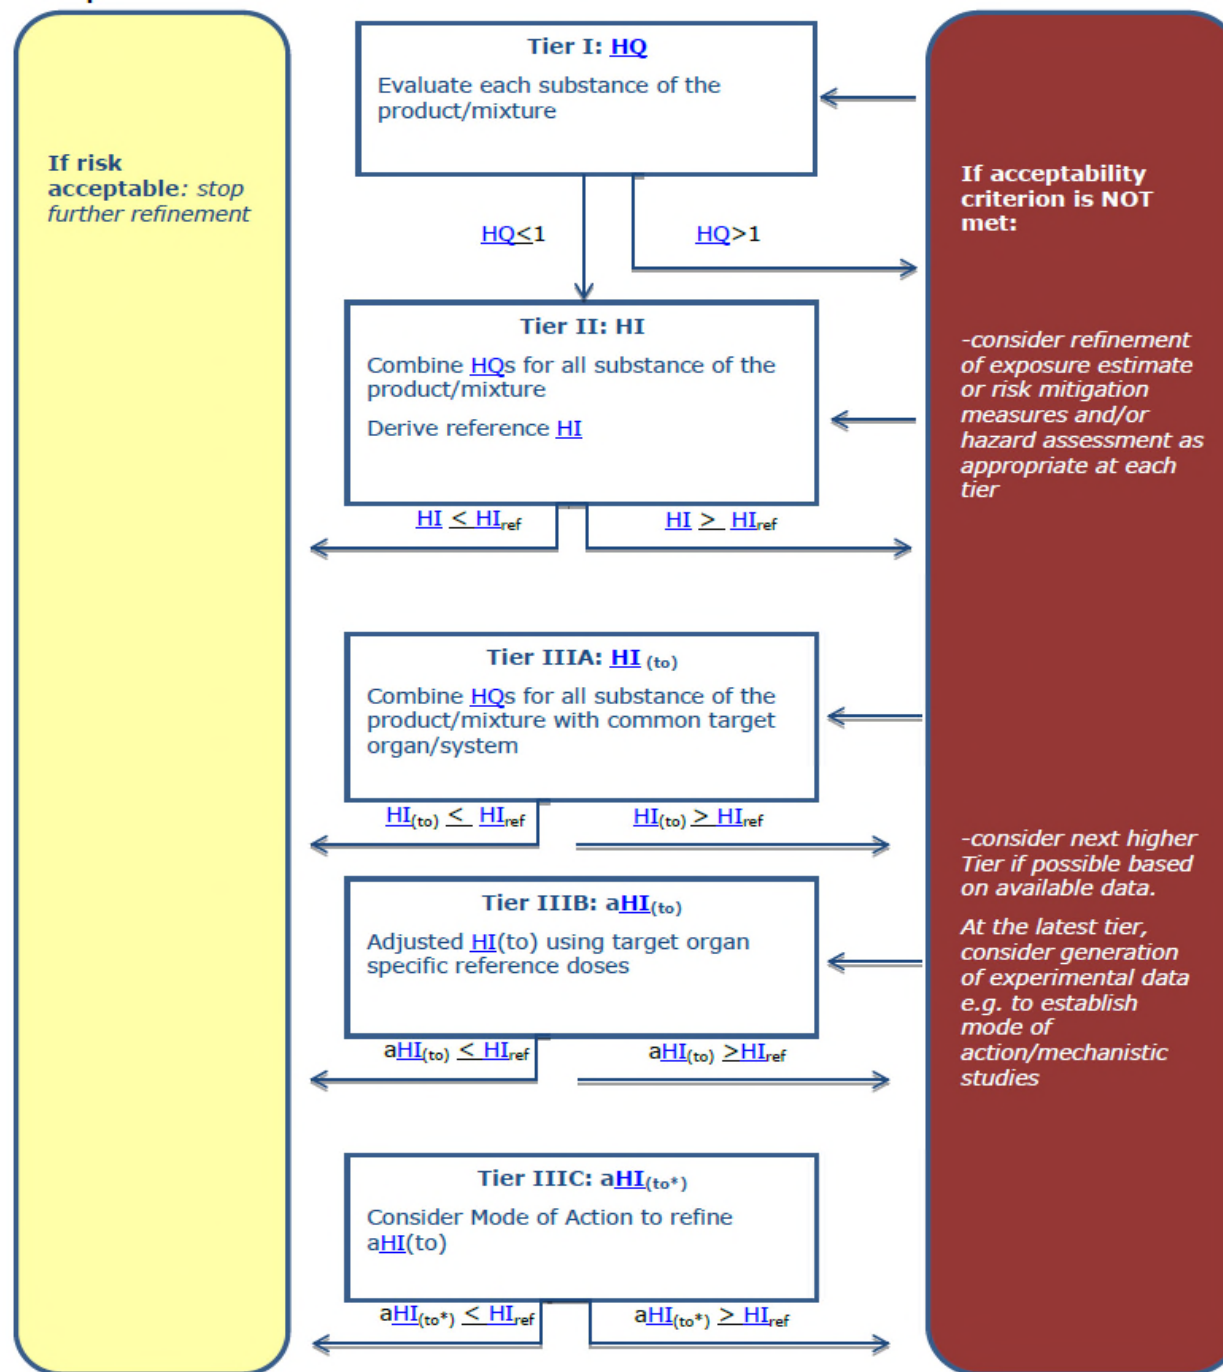 If risk
acceptable: stop
further refinement
Tier I: HQ
Evaluate each substance of the
product/mixture
HQ<1
HQ>1
Tier II: HI
Combine HQs for all substance of the
product/mixture
Derive reference HI
HI < HIref
HI > HIref
Tier IIIA: HI (to)
Combine HQs for all substance of the
product/mixture with common target
organ/system
HI(to) < HIref
HI(to) > HIref
Tier IIIB: aHI(to)
Adjusted HI(to) using target organ
specific reference doses
aHI(to) < HIref
aHI(to) >HIref
Tier IIIC: aHI(to*)
Consider Mode of Action to refine
aHI(to)
aHI(to*) < HIref
aHI(to*) > HIref
If acceptability
criterion is NOT
met:
-consider refinement
of exposure estimate
or risk mitigation
measures and/or
hazard assessment as
appropriate at each
tier
-consider next higher
Tier if possible based
on available data.
At the latest tier,
consider generation
of experimental data
e.g. to establish
mode of
action/mechanistic
studies